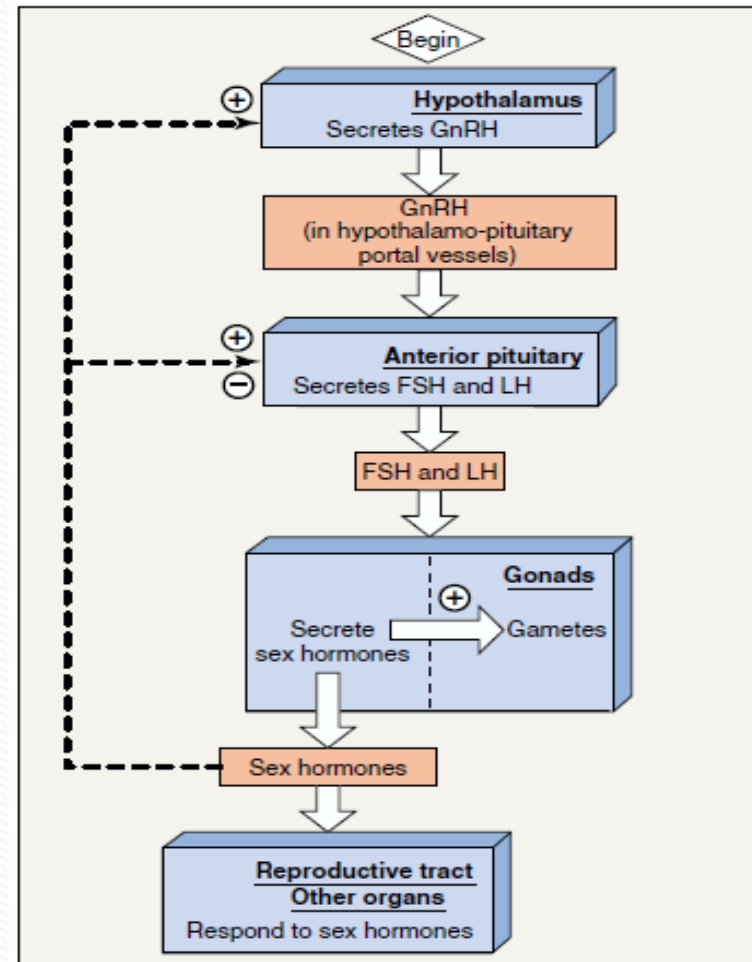 Begin
+
Hypothalamus
Secretes GnRH
GnRH
(in hypothalamo-pituitary
portal vessels)
+
−
Anterior pituitary
Secretes FSH and LH
FSH and LH
Gonads
+
Secrete
sex hormones
Gametes
Sex hormones
Reproductive tract
Other organs
Respond to sex hormones